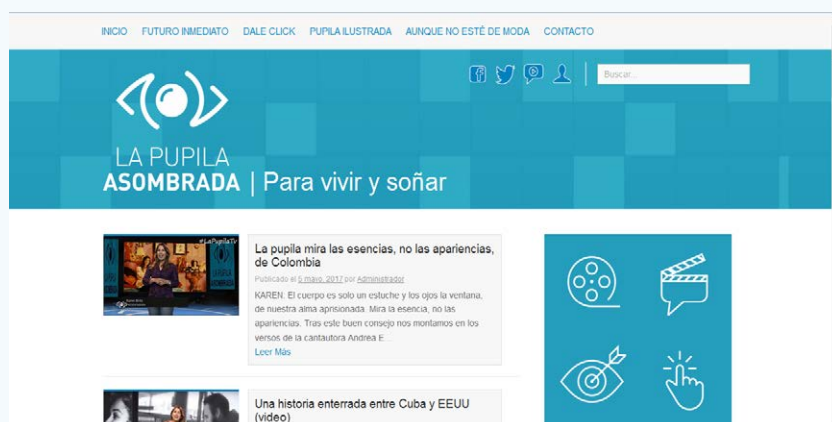 INICIO FUTURO INMEDIATO DALE CLICK PUPILA ILUSTRADA AUNQUE NO ESTÉ DE MODA CONTACTO
Buscar...
LA PUPILA
ASOMBRADA | Para vivir y soñar
#LaPupilaTv
La pupila mira las esencias, no las apariencias,
de Colombia
Publicado el 5 mayo, 2017 por Administrador
KAREN. El cuerpo es solo un estuche y los ojos la ventana,
de nuestra alma aprisionada. Mira la esencia, no las
apariencias. Tras este buen consejo nos montamos en los
versos de la cantautora Andrea E...
Leer Más
Una historia enterrada entre Cuba y EEUU
(video)